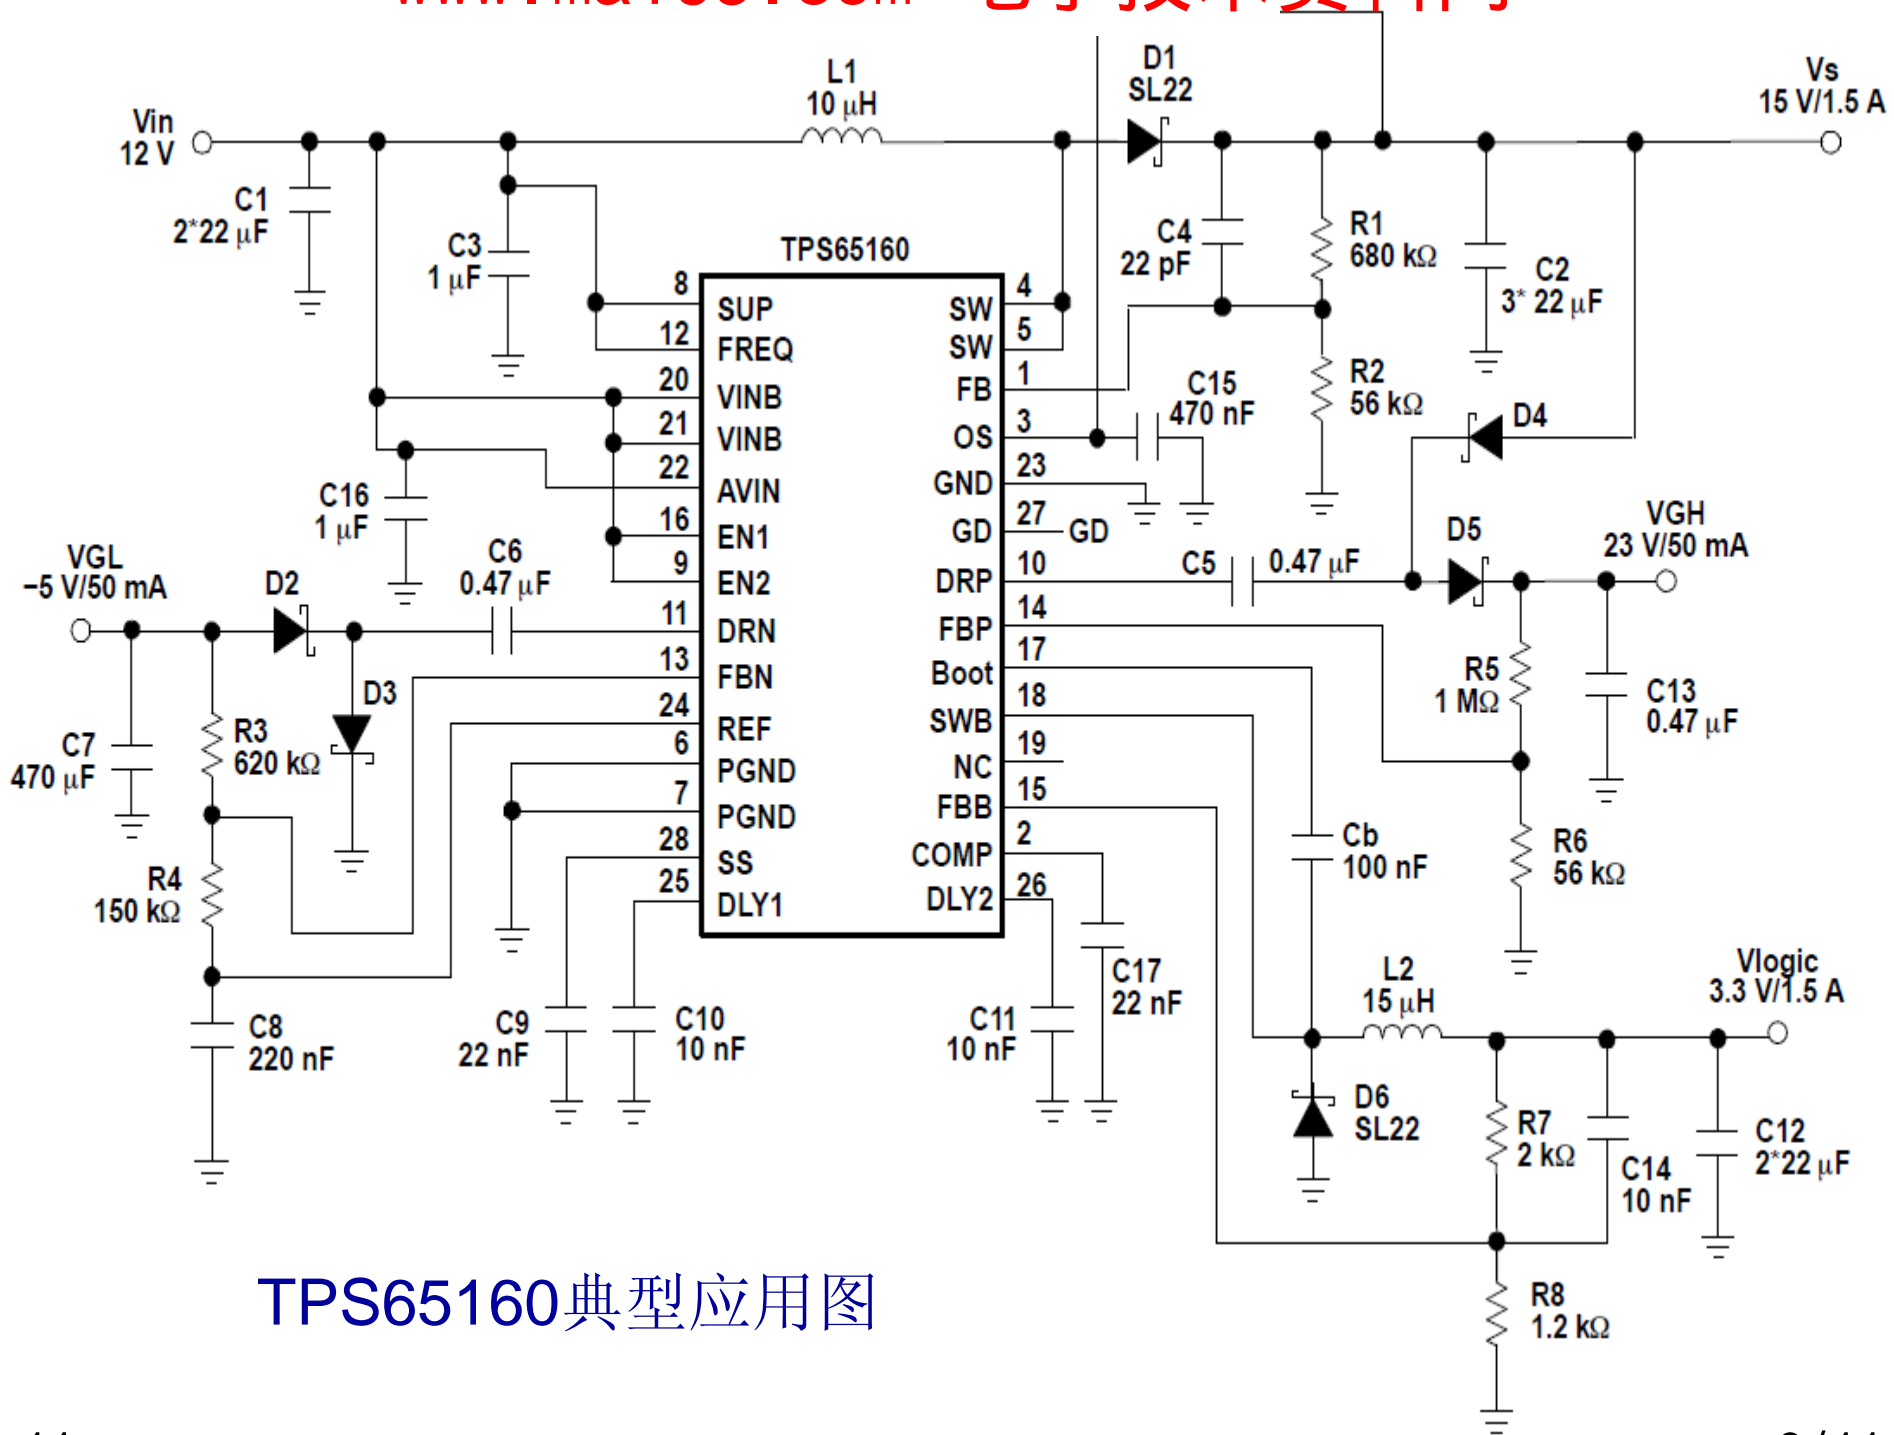 D1
SL22
L1
10 μH
Vs
15 V/1.5 A
Vin
12 V
C1
2*22 μF
C3
1 μF
C4
22 pF
R1
680 kΩ
C2
3* 22 μF
TPS65160
8
SUP
12
FREQ
20
VINB
21
VINB
22
AVIN
16
EN1
9
EN2
11
DRN
13
FBN
24
REF
6
PGND
7
PGND
28
SS
25
DLY1
4
SW
5
SW
1
FB
3
OS
23
GND
27
GD
GD
10
DRP
14
FBP
17
Boot
18
SWB
19
NC
15
FBB
2
COMP
26
DLY2
C15
470 nF
R2
56 kΩ
D4
C16
1 μF
VGL
−5 V/50 mA
D2
C6
0.47 μF
D3
C7
470 μF
R3
620 kΩ
R4
150 kΩ
C8
220 nF
C9
22 nF
C10
10 nF
C11
10 nF
C17
22 nF
C5
0.47 μF
D5
VGH
23 V/50 mA
R5
1 MΩ
C13
0.47 μF
Cb
100 nF
R6
56 kΩ
L2
15 μH
Vlogic
3.3 V/1.5 A
D6
SL22
R7
2 kΩ
C14
10 nF
C12
2*22 μF
R8
1.2 kΩ
TPS65160典型应用图